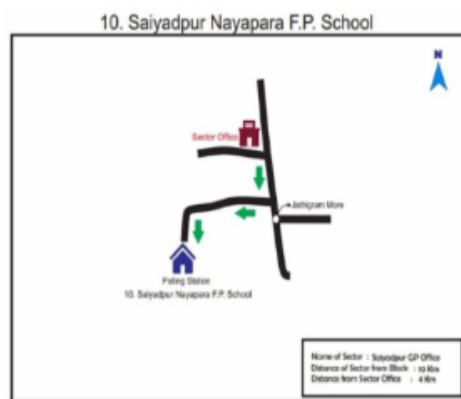 10. Saiyadpur Nayapara F.P. School
N
Sector Office
Jathigram More
Polling Station
10. Saiyadpur Nayapara F.P. School
Name of Sector : Saiyadpur GP Office
Distance of Sector from Block : 10 Km
Distance from Sector Office : 4 Km